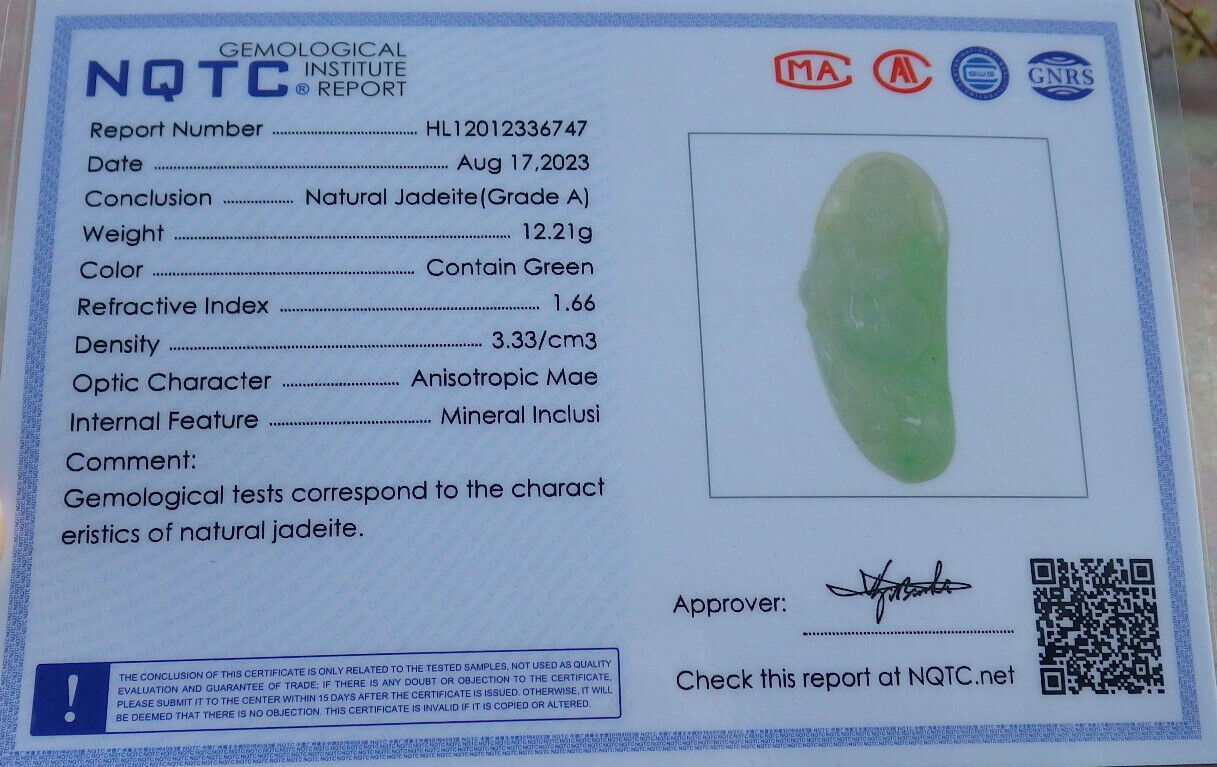 NQTC ® GEMOLOGICAL
INSTITUTE
REPORT
MA
GNRS
Report Number ........ HL12012336747
Date ........ Aug 17,2023
Conclusion ........ Natural Jadeite(Grade A)
Weight ........ 12.21g
Color ........ Contain Green
Refractive Index ........ 1.66
Density ........ 3.33/cm3
Optic Character ........ Anisotropic Mae
Internal Feature ........ Mineral Inclusi
Comment:
Gemological tests correspond to the charact
eristics of natural jadeite.
Approver:
Check this report at NQTC.net
! THE CONCLUSION OF THIS CERTIFICATE IS ONLY RELATED TO THE TESTED SAMPLES, NOT USED AS QUALITY
EVALUATION AND GUARANTEE OF TRADE; IF THERE IS ANY DOUBT OR OBJECTION TO THE CERTIFICATE,
PLEASE SUBMIT IT TO THE CENTER WITHIN 15 DAYS AFTER THE CERTIFICATE IS ISSUED. OTHERWISE, IT WILL
BE DEEMED THAT THERE IS NO OBJECTION. THIS CERTIFICATE IS INVALID IF IT IS COPIED OR ALTERED.